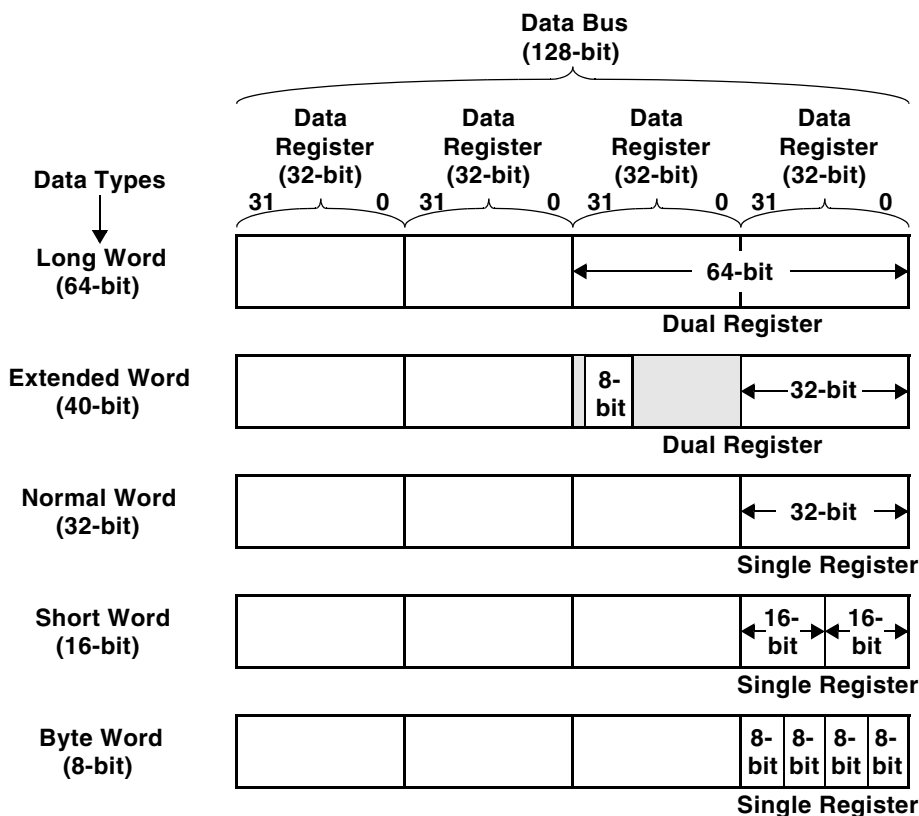 Data Bus
(128-bit)
Data Register (32-bit)
Data Register (32-bit)
Data Register (32-bit)
Data Register (32-bit)
Data Types
31 0 31 0 31 0 31 0
Long Word
(64-bit)
64-bit
Dual Register
Extended Word
(40-bit)
8-
bit
32-bit
Dual Register
Normal Word
(32-bit)
32-bit
Single Register
Short Word
(16-bit)
16- 16-
bit bit
Single Register
Byte Word
(8-bit)
8- 8- 8- 8-
bit bit bit bit
Single Register